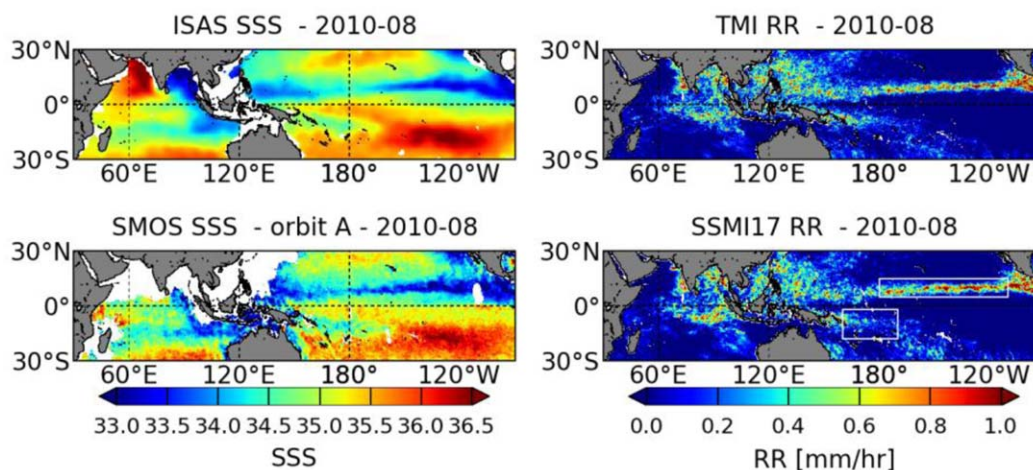 ISAS SSS - 2010-08
TMI RR - 2010-08
30°N
0°
30°S
60°E 120°E 180° 120°W
30°N
0°
30°S
60°E 120°E 180° 120°W
SMOS SSS - orbit A - 2010-08
SSMI17 RR - 2010-08
30°N
0°
30°S
60°E 120°E 180° 120°W
30°N
0°
30°S
60°E 120°E 180° 120°W
33.0 33.5 34.0 34.5 35.0 35.5 36.0 36.5
SSS
0.0 0.2 0.4 0.6 0.8 1.0
RR [mm/hr]